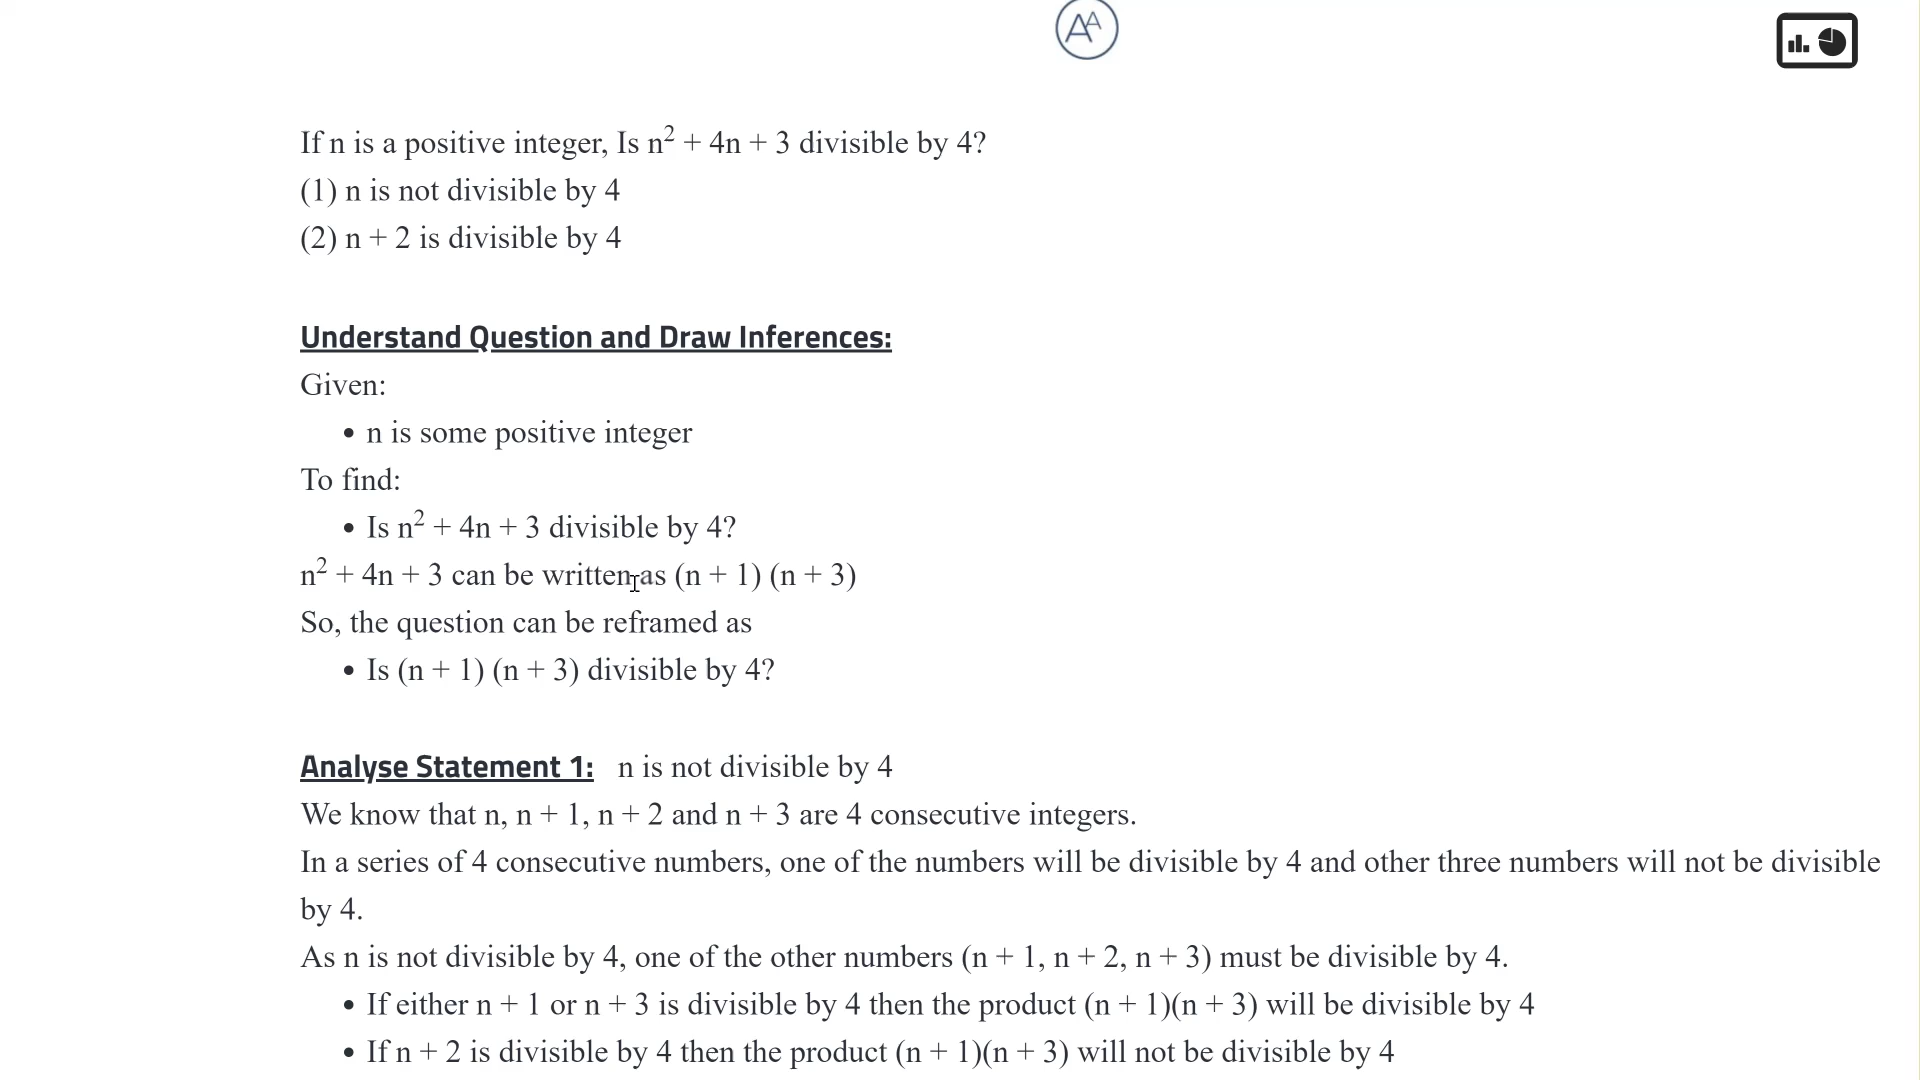 AA
If n is a positive integer, Is n² + 4n + 3 divisible by 4?
(1) n is not divisible by 4
(2) n + 2 is divisible by 4
Understand Question and Draw Inferences:
Given:
• n is some positive integer
To find:
• Is n² + 4n + 3 divisible by 4?
n² + 4n + 3 can be written as (n + 1) (n + 3)
So, the question can be reframed as
• Is (n + 1) (n + 3) divisible by 4?
Analyse Statement 1: n is not divisible by 4
We know that n, n + 1, n + 2 and n + 3 are 4 consecutive integers.
In a series of 4 consecutive numbers, one of the numbers will be divisible by 4 and other three numbers will not be divisible
by 4.
As n is not divisible by 4, one of the other numbers (n + 1, n + 2, n + 3) must be divisible by 4.
• If either n + 1 or n + 3 is divisible by 4 then the product (n + 1)(n + 3) will be divisible by 4
• If n + 2 is divisible by 4 then the product (n + 1)(n + 3) will not be divisible by 4